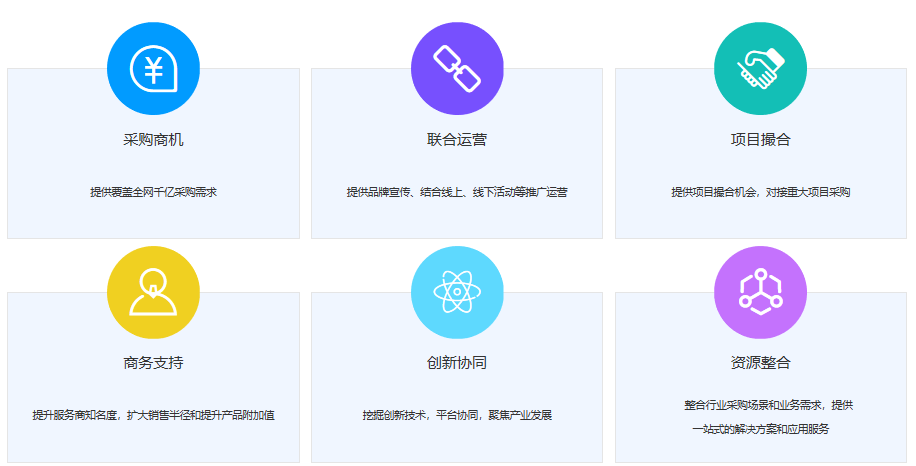 采购商机
联合运营
项目撮合
提供覆盖全网千亿采购需求
提供品牌宣传、结合线上、线下活动等推广运营
提供项目撮合机会，对接重大项目采购
商务支持
创新协同
资源整合
提升服务商知名度，扩大销售半径和提升产品附加值
挖掘创新技术，平台协同，聚焦产业发展
整合行业采购场景和业务需求，提供
一站式的解决方案和应用服务